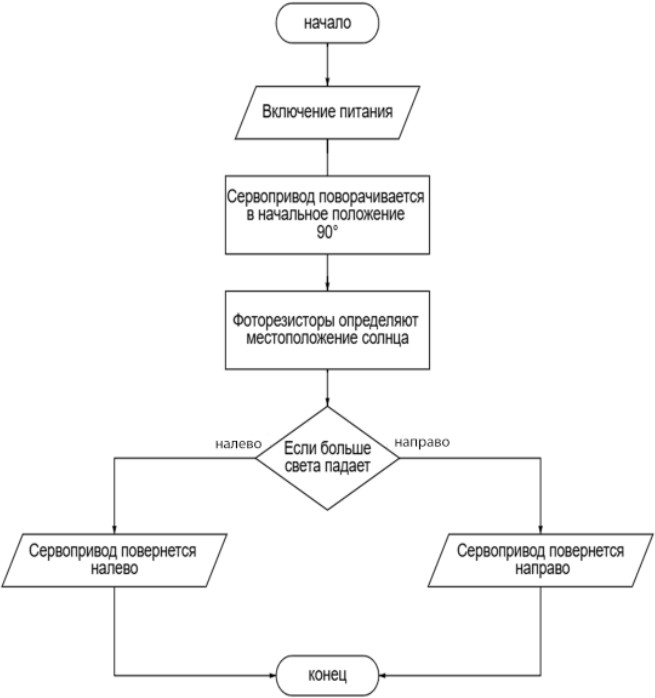 начало
Включение питания
Сервопривод поворачивается
в начальное положение
90°
Фоторезисторы определяют
местоположение солнца
налево
Если больше
света падает
направо
Сервопривод повернется
налево
Сервопривод повернется
направо
конец